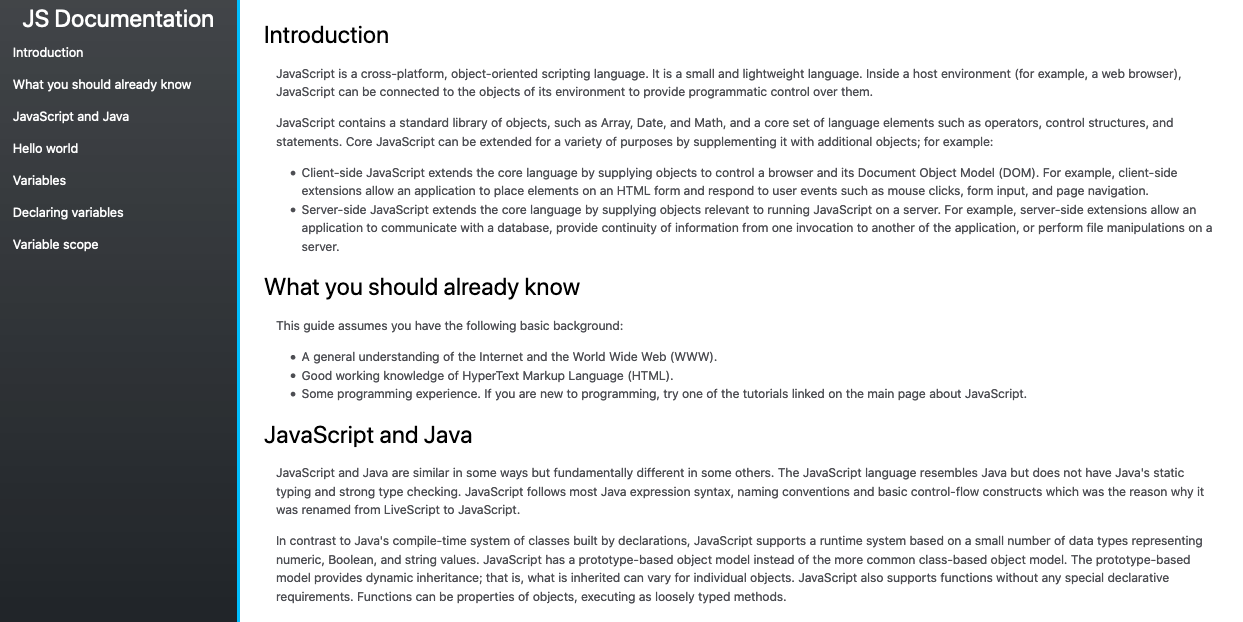 JS Documentation
Introduction
What you should already know
JavaScript and Java
Hello world
Variables
Declaring variables
Variable scope
Introduction
JavaScript is a cross-platform, object-oriented scripting language. It is a small and lightweight language. Inside a host environment (for example, a web browser),
JavaScript can be connected to the objects of its environment to provide programmatic control over them.
JavaScript contains a standard library of objects, such as Array, Date, and Math, and a core set of language elements such as operators, control structures, and
statements. Core JavaScript can be extended for a variety of purposes by supplementing it with additional objects; for example:
• Client-side JavaScript extends the core language by supplying objects to control a browser and its Document Object Model (DOM). For example, client-side
extensions allow an application to place elements on an HTML form and respond to user events such as mouse clicks, form input, and page navigation.
• Server-side JavaScript extends the core language by supplying objects relevant to running JavaScript on a server. For example, server-side extensions allow an
application to communicate with a database, provide continuity of information from one invocation to another of the application, or perform file manipulations on a
server.
What you should already know
This guide assumes you have the following basic background:
• A general understanding of the Internet and the World Wide Web (WWW).
• Good working knowledge of HyperText Markup Language (HTML).
• Some programming experience. If you are new to programming, try one of the tutorials linked on the main page about JavaScript.
JavaScript and Java
JavaScript and Java are similar in some ways but fundamentally different in some others. The JavaScript language resembles Java but does not have Java's static
typing and strong type checking. JavaScript follows most Java expression syntax, naming conventions and basic control-flow constructs which was the reason why it
was renamed from LiveScript to JavaScript.
In contrast to Java's compile-time system of classes built by declarations, JavaScript supports a runtime system based on a small number of data types representing
numeric, Boolean, and string values. JavaScript has a prototype-based object model instead of the more common class-based object model. The prototype-based
model provides dynamic inheritance; that is, what is inherited can vary for individual objects. JavaScript also supports functions without any special declarative
requirements. Functions can be properties of objects, executing as loosely typed methods.